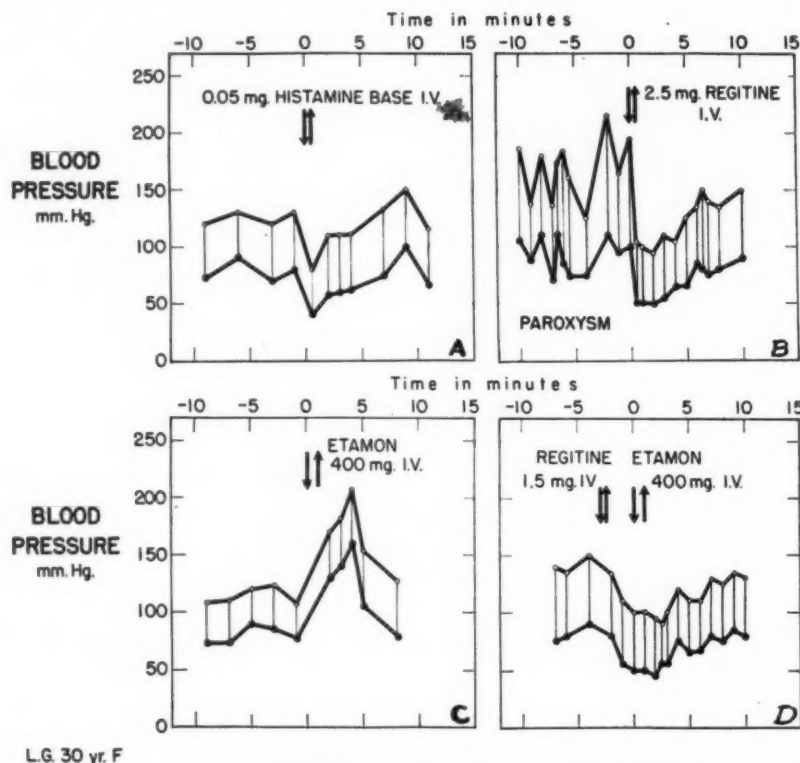 Time in minutes
-10 -5 0 5 10 15 -10 -5 0 5 10 15
250
200
150
100
50
0
BLOOD
PRESSURE
mm. Hg.
0.05 mg. HISTAMINE BASE I.V.
A
2.5 mg. REGITINE
I.V.
PAROXYSM
B
Time in minutes
-10 -5 0 5 10 15 -10 -5 0 5 10 15
250
200
150
100
50
0
BLOOD
PRESSURE
mm. Hg.
ETAMON
400 mg. I.V.
C
REGITINE ETAMON
1.5 mg. IV 400 mg. I.V.
D
L.G. 30 yr. F